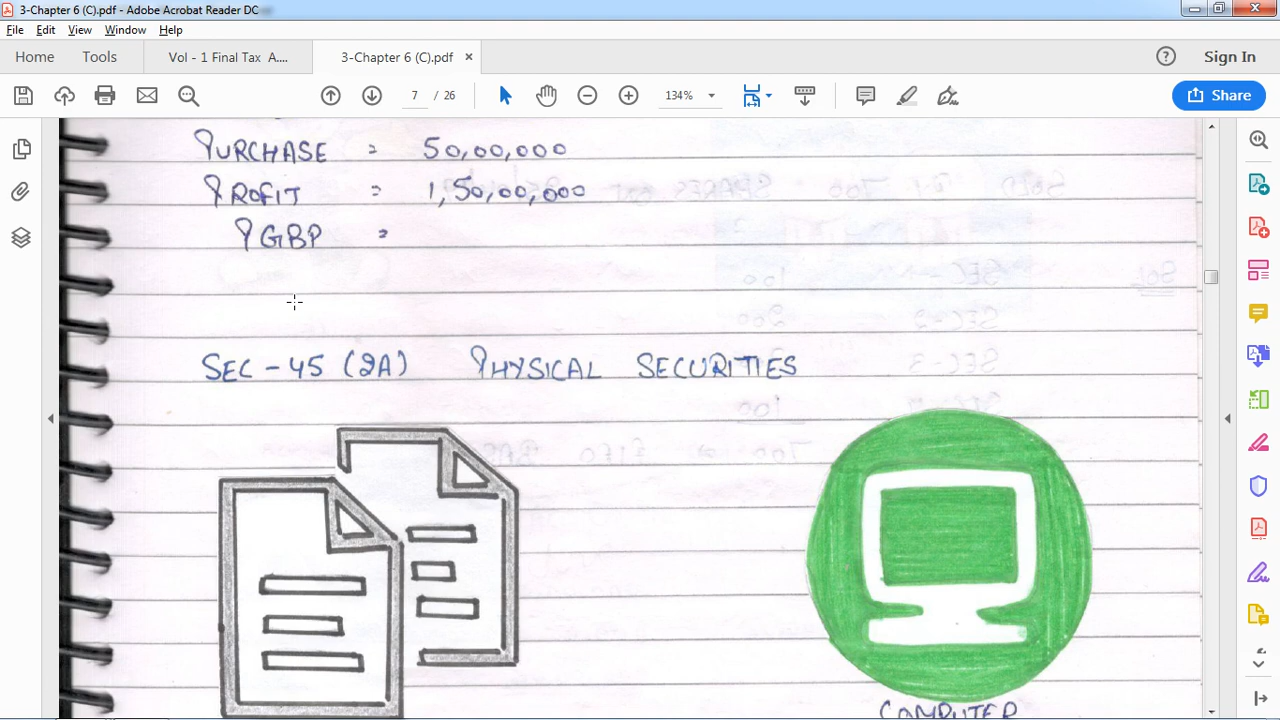 3-Chapter 6 (C).pdf - Adobe Acrobat Reader DC
File Edit View Window Help
Home Tools Vol - 1 Final Tax A.... 3-Chapter 6 (C).pdf × ? Sign In
7 / 26 134% Share
PURCHASE = 50,00,000
PROFIT = 1,50,00,000
PGBP =
SEC - 45 (2A) PHYSICAL SECURITIES
COMPUTER